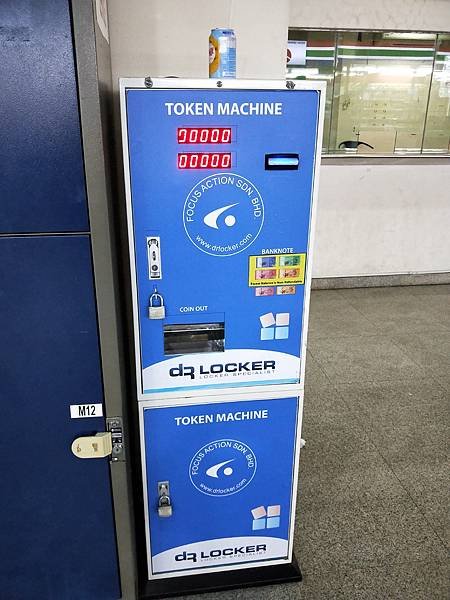 TOKEN MACHINE
00000
00000
FOCUS ACTION SDN. BHD.
www.drlocker.com
BANKNOTE
COIN OUT
DR LOCKER
LOCKER SPECIALIST
M12
TOKEN MACHINE
FOCUS ACTION SDN. BHD.
www.drlocker.com
DR LOCKER
LOCKER SPECIALIST